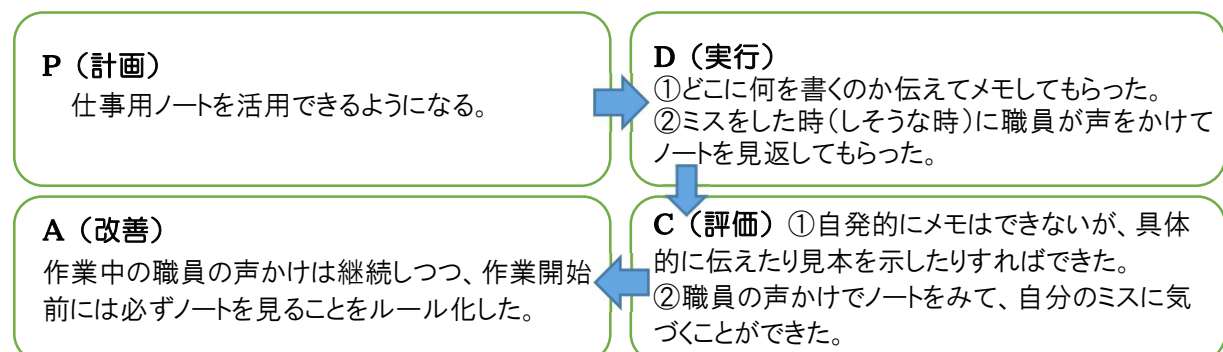 P(計画)
仕事用ノートを活用できるようになる。
D(実行)
①どこに何を書くのか伝えてメモしてもらった。
②ミスをした時(しそうな時)に職員が声をかけて
ノートを見返してもらった。
C(評価)①自発的にメモはできないが、具体
的に伝えたり見本を示したりすればできた。
②職員の声かけでノートをみて、自分のミスに気
づくことができた。
A(改善)
作業中の職員の声かけは継続しつつ、作業開始
前には必ずノートを見ることをルール化した。